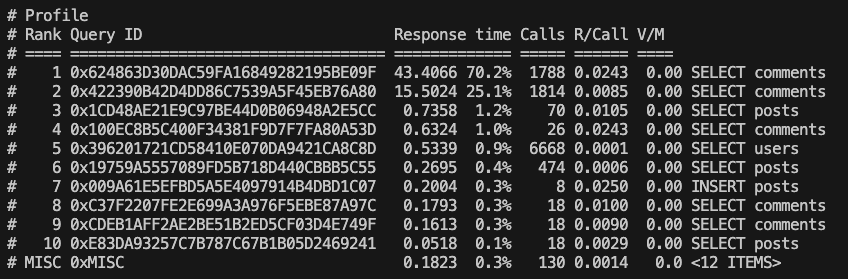 # Profile
# Rank Query ID                           Response time Calls R/Call V/M
# ==== ================================== ============= ===== ====== ====
#    1 0x624863D30DAC59FA16849282195BE09F 43.4066 70.2%  1788 0.0243  0.00 SELECT comments
#    2 0x422390B42D4DD86C7539A5F45EB76A80 15.5024 25.1%  1814 0.0085  0.00 SELECT comments
#    3 0x1CD48AE21E9C97BE44D0B06948A2E5CC  0.7358  1.2%    70 0.0105  0.00 SELECT posts
#    4 0x100EC8B5C400F34381F9D7F7FA80A53D  0.6324  1.0%    26 0.0243  0.00 SELECT comments
#    5 0x396201721CD58410E070DA9421CA8C8D  0.5339  0.9%  6668 0.0001  0.00 SELECT users
#    6 0x19759A5557089FD5B718D440CBBB5C55  0.2695  0.4%   474 0.0006  0.00 SELECT posts
#    7 0x009A61E5EFBD5A5E4097914B4DBD1C07  0.2004  0.3%     8 0.0250  0.00 INSERT posts
#    8 0xC37F2207FE2E699A3A976F5EBE87A97C  0.1793  0.3%    18 0.0100  0.00 SELECT comments
#    9 0xCDEB1AFF2AE2BE51B2ED5CF03D4E749F  0.1613  0.3%    18 0.0090  0.00 SELECT comments
#   10 0xE83DA93257C7B787C67B1B05D2469241  0.0518  0.1%    18 0.0029  0.00 SELECT posts
# MISC 0xMISC                              0.1823  0.3%   130 0.0014   0.0 <12 ITEMS>